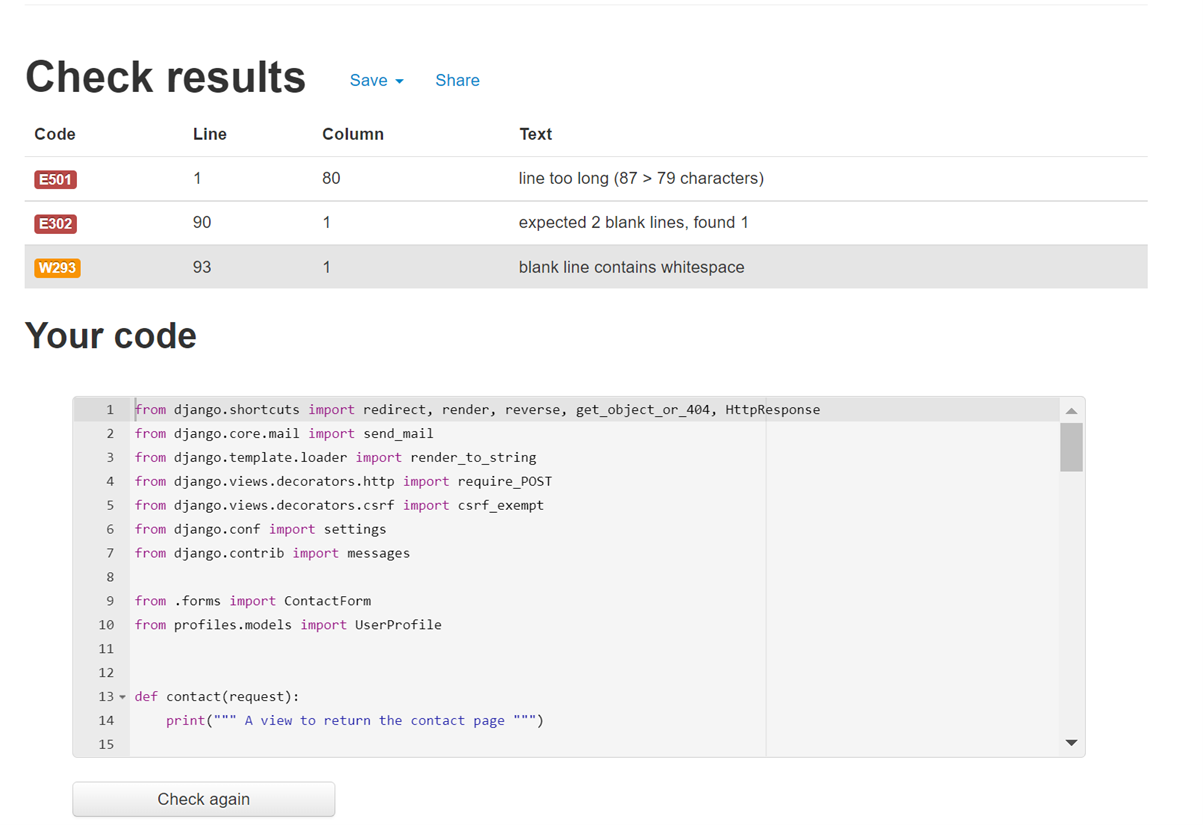 Check results Save Share
Code Line Column Text
E501 1 80 line too long (87 > 79 characters)
E302 90 1 expected 2 blank lines, found 1
W293 93 1 blank line contains whitespace
Your code
1 from django.shortcuts import redirect, render, reverse, get_object_or_404, HttpResponse
2 from django.core.mail import send_mail
3 from django.template.loader import render_to_string
4 from django.views.decorators.http import require_POST
5 from django.views.decorators.csrf import csrf_exempt
6 from django.conf import settings
7 from django.contrib import messages
8
9 from .forms import ContactForm
10 from profiles.models import UserProfile
11
12
13 def contact(request):
14     print(""" A view to return the contact page """)
15
Check again